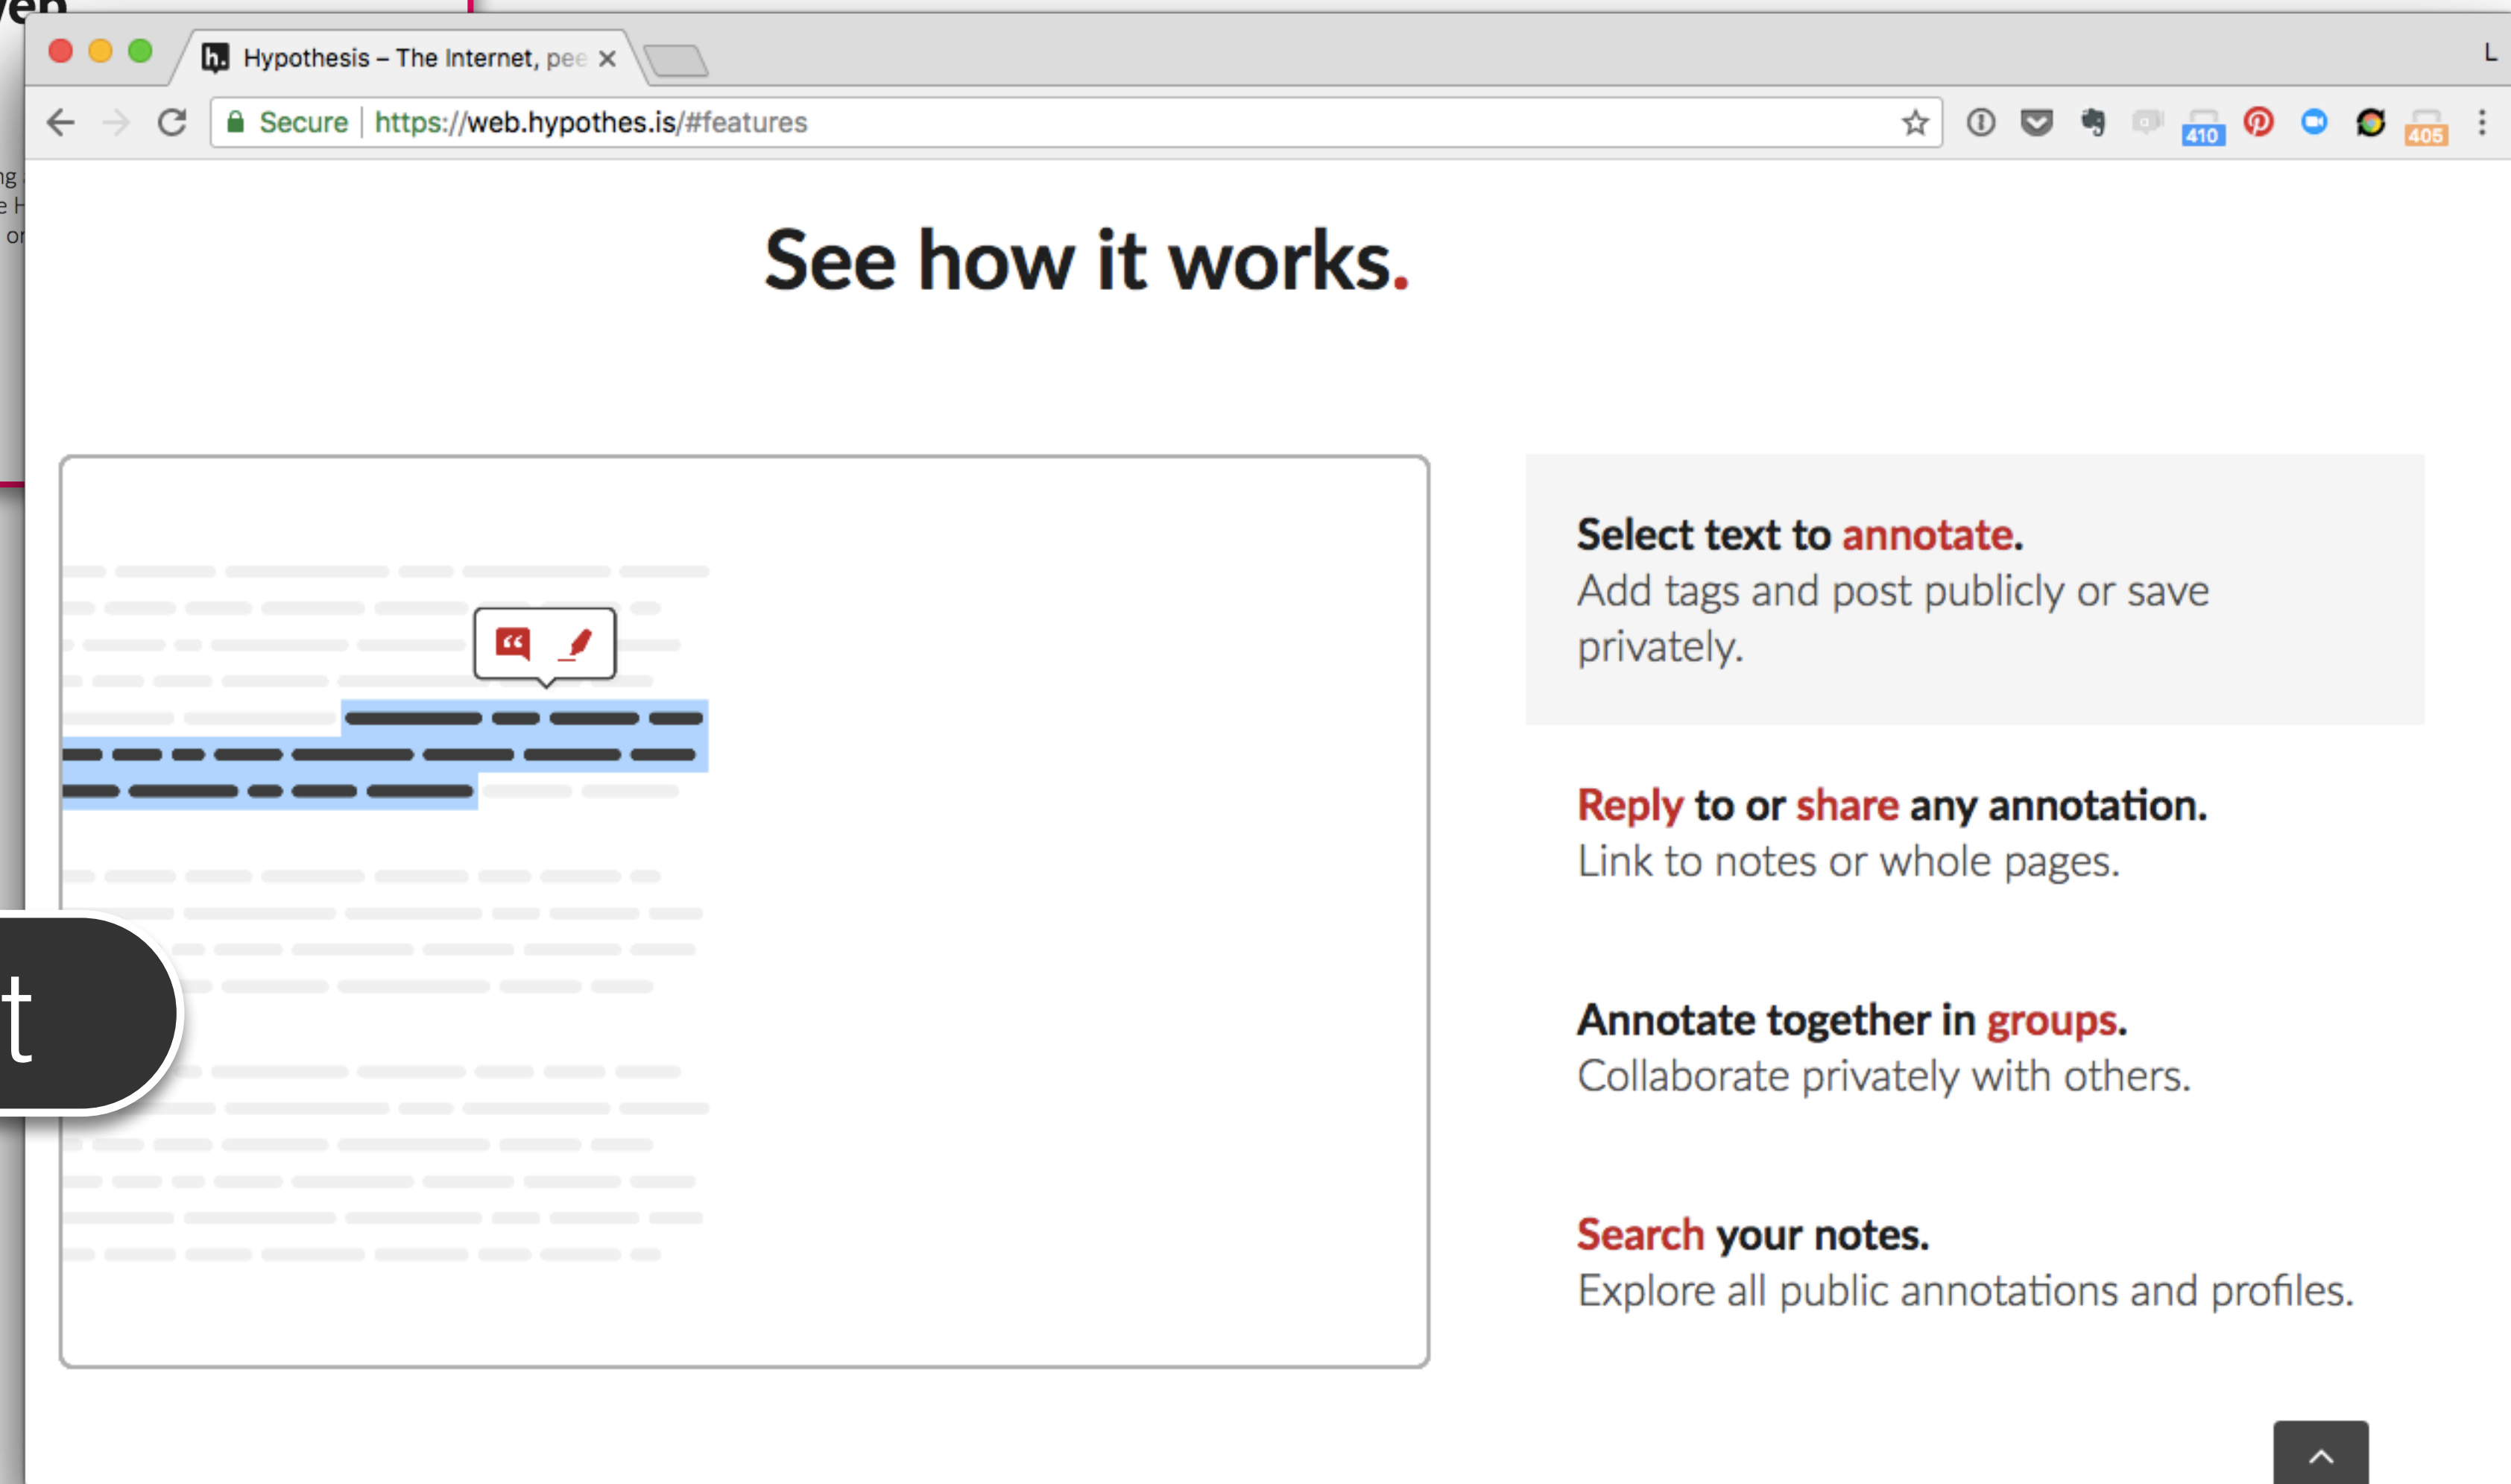 Hypothesis – The Internet, pee
L
Secure https://web.hypothes.is/#features
410
405
See how it works.
Select text to annotate.
Add tags and post publicly or save
privately.
Reply to or share any annotation.
Link to notes or whole pages.
Annotate together in groups.
Collaborate privately with others.
Search your notes.
Explore all public annotations and profiles.